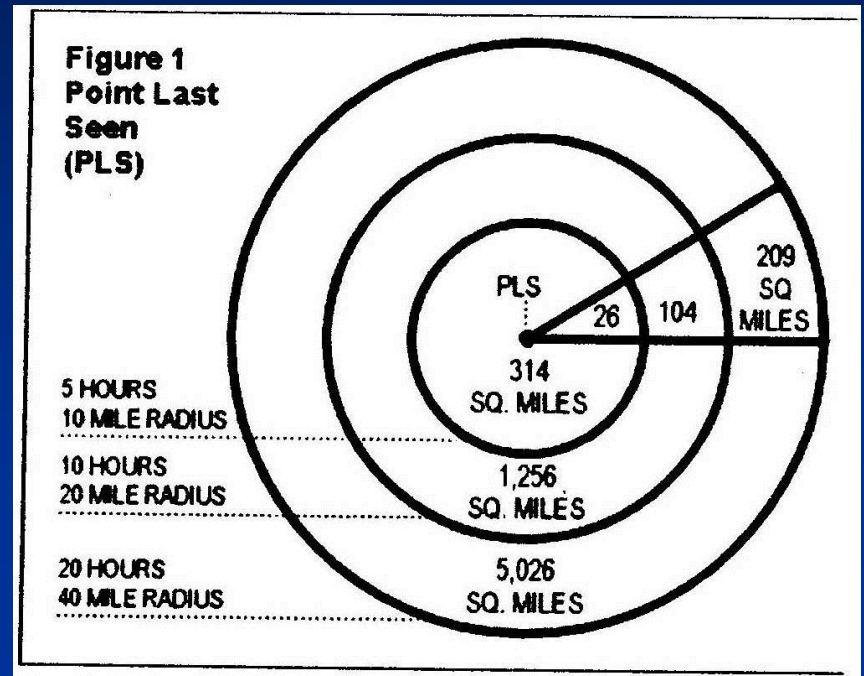 Figure 1
Point Last
Seen
(PLS)
PLS
26
104
209
SQ
MILES
314
SQ. MILES
5 HOURS
10 MILE RADIUS
10 HOURS
20 MILE RADIUS
1,256
SQ. MILES
20 HOURS
40 MILE RADIUS
5,026
SQ. MILES